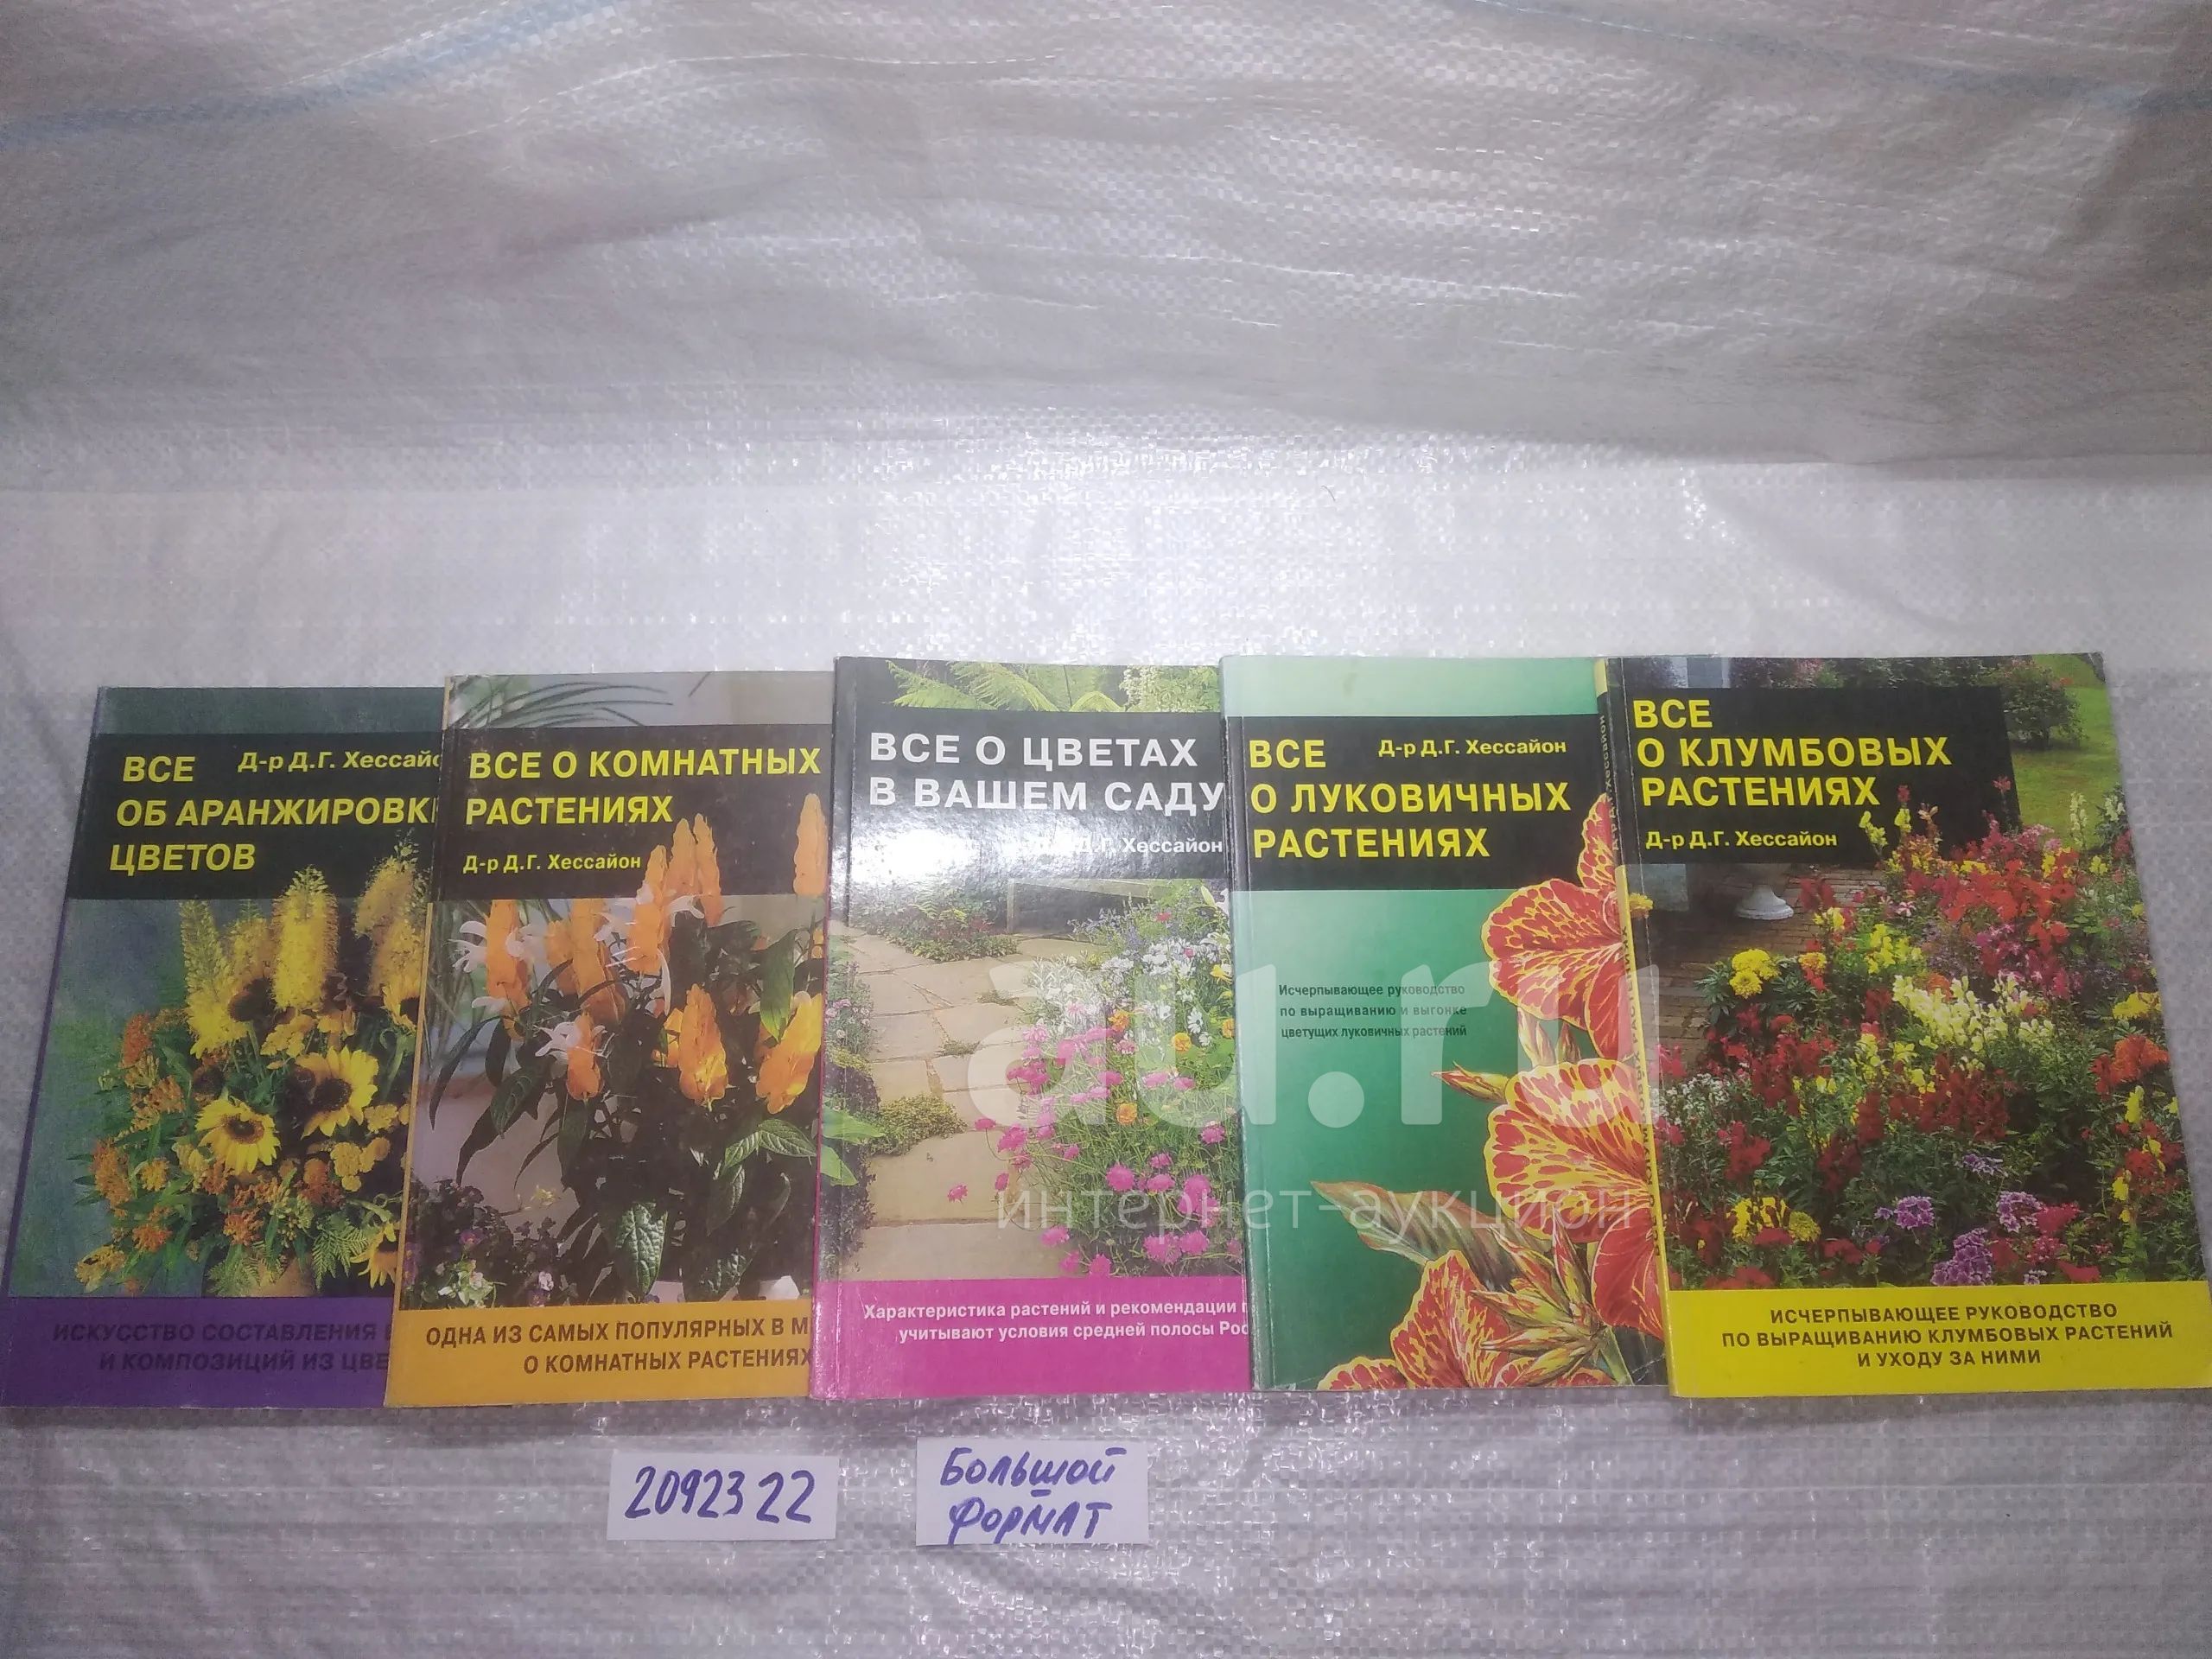 ВСЕ
Д-р Д.Г. Хессайо
ОБ АРАНЖИРОВК
ЦВЕТОВ
ИСКУССТВО СОСТАВЛЕНИЯ
И КОМПОЗИЦИЙ ИЗ ЦВЕ
ВСЕ О КОМНАТНЫХ
РАСТЕНИЯХ
Д-р Д.Г. Хессайон
ОДНА ИЗ САМЫХ ПОПУЛЯРНЫХ В М
О КОМНАТНЫХ РАСТЕНИЯХ
ВСЕ О ЦВЕТАХ
В ВАШЕМ САДУ
Д.Г. Хессайон
Характеристика растений и рекомендации
учитывают условия средней полосы Рос
ВСЕ
Д-р Д.Г. Хессайон
О ЛУКОВИЧНЫХ
РАСТЕНИЯХ
Исчерпывающее руководство
по выращиванию и выгонке
цветущих луковичных растений
ВСЕ
О КЛУМБОВЫХ
РАСТЕНИЯХ
Д-р Д.Г. Хессайон
ИСЧЕРПЫВАЮЩЕЕ РУКОВОДСТВО
ПО ВЫРАЩИВАНИЮ КЛУМБОВЫХ РАСТЕНИЙ
И УХОДУ ЗА НИМИ
au.ru
интернет-аукцион
2092322
БОЛЬШОЙ
ФОРМАТ